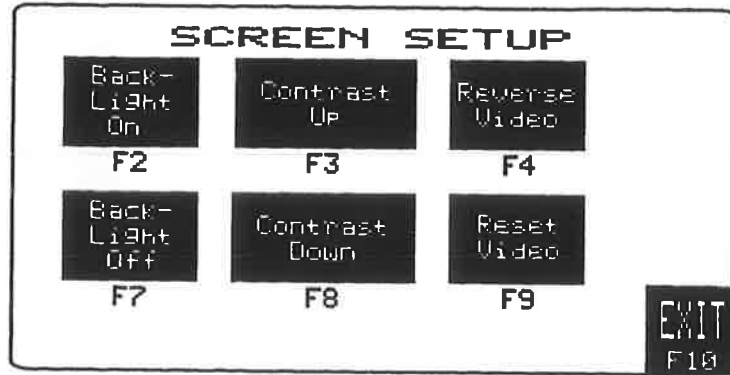 SCREEN SETUP
Back-
Light
On
F2
Contrast
Up
F3
Reverse
Video
F4
Back-
Light
Off
F7
Contrast
Down
F8
Reset
Video
F9
EXIT
F10